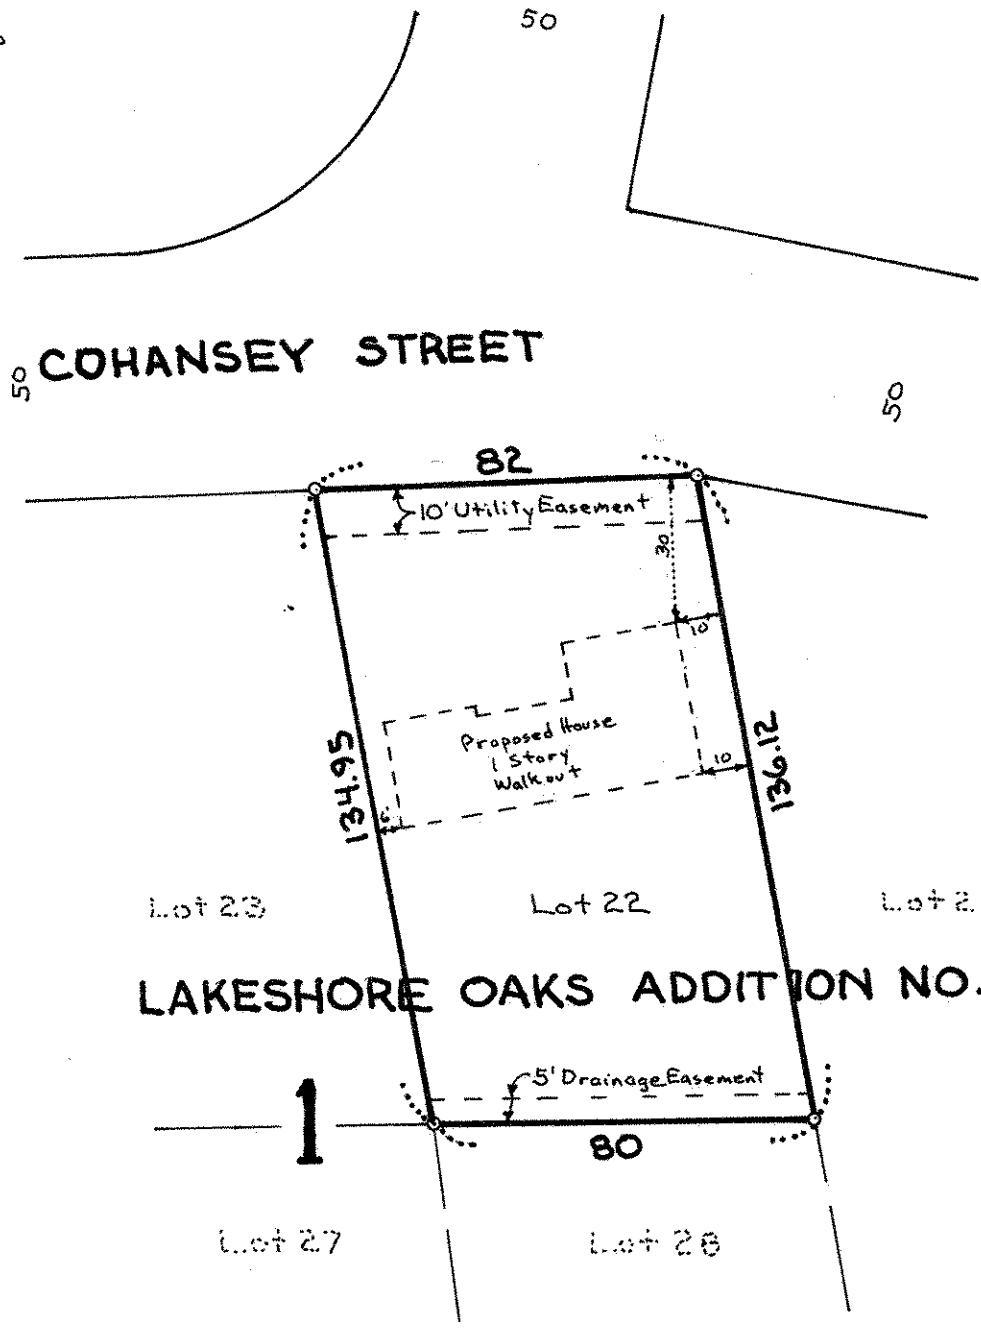 50
COHANSEY STREET
50
50
82
10' Utility Easement
30
10
Proposed House
1 Story
Walkout
10
134.95
136.12
Lot 23
Lot 22
Lot 2
LAKESHORE OAKS ADDITION NO.
5' Drainage Easement
1
80
Lot 27
Lot 28